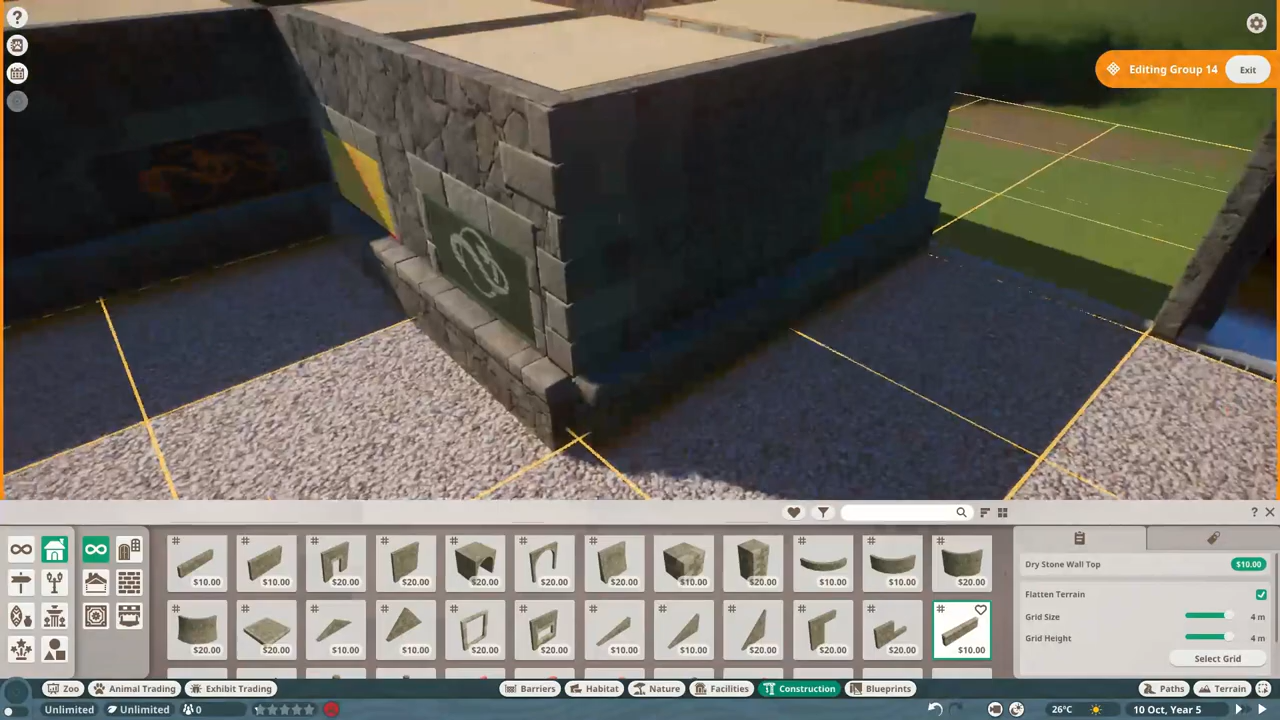 ?
Editing Group 14
Exit
?
# $10.00
# $10.00
# $20.00
# $20.00
# $20.00
# $20.00
# $20.00
# $10.00
# $20.00
# $10.00
# $10.00
# $20.00
# $20.00
# $20.00
# $10.00
# $20.00
# $20.00
# $20.00
# $10.00
# $10.00
# $20.00
# $20.00
# $20.00
# $10.00
Dry Stone Wall Top $10.00
Flatten Terrain
Grid Size 4 m
Grid Height 4 m
Select Grid
Zoo Animal Trading Exhibit Trading Barriers Habitat Nature Facilities Construction Blueprints Paths Terrain
Unlimited Unlimited 0 26°C 10 Oct, Year 5